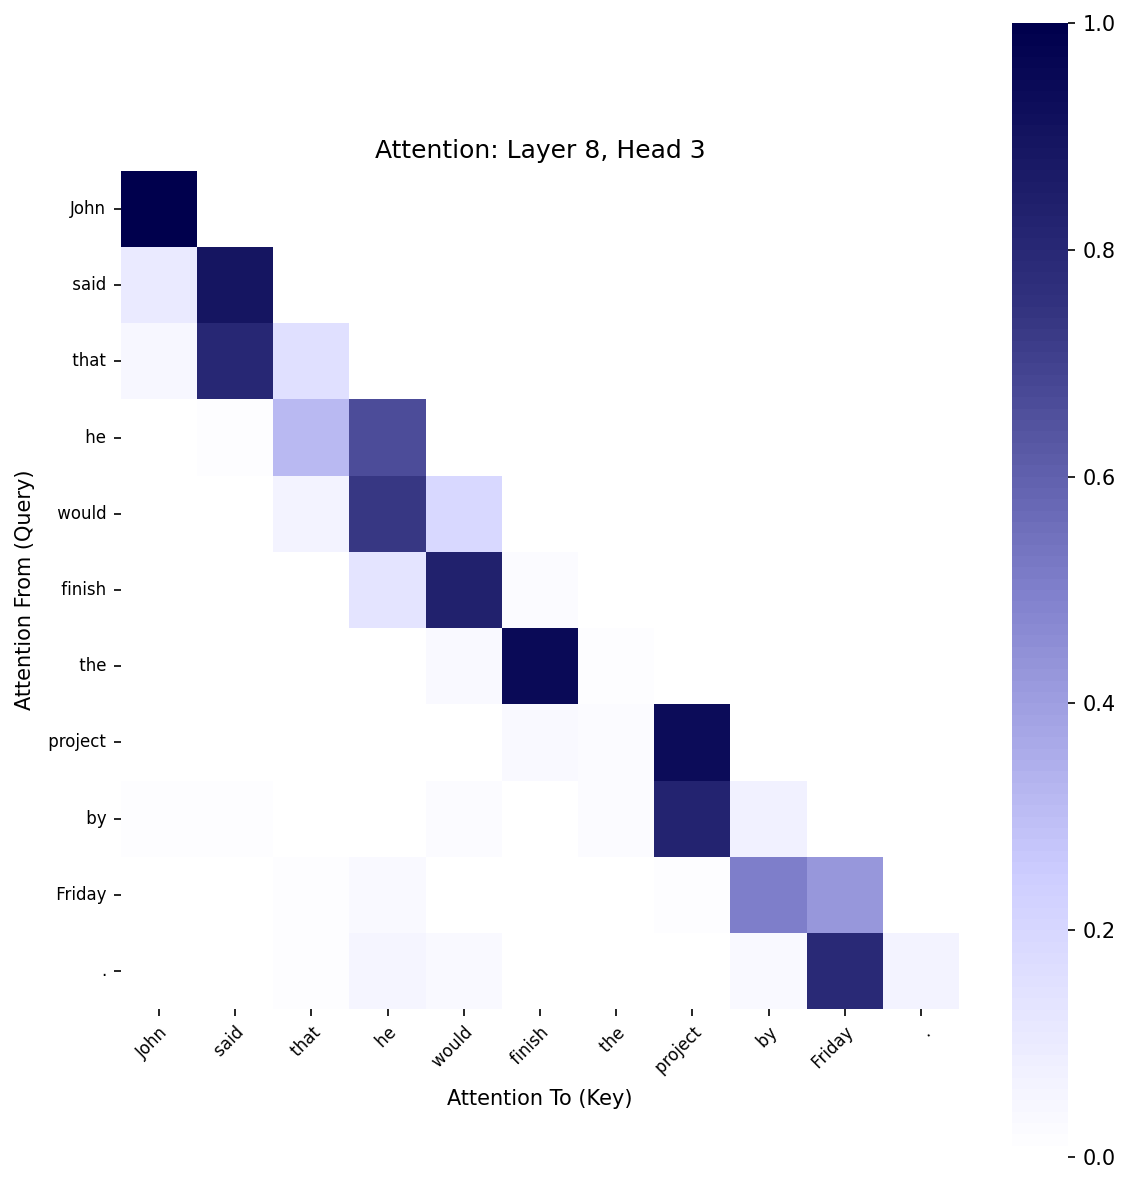 Attention: Layer 8, Head 3
Attention From (Query)
John
said
that
he
would
finish
the
project
by
Friday
.
John
said
that
he
would
finish
the
project
by
Friday
.
Attention To (Key)
1.0
0.8
0.6
0.4
0.2
0.0